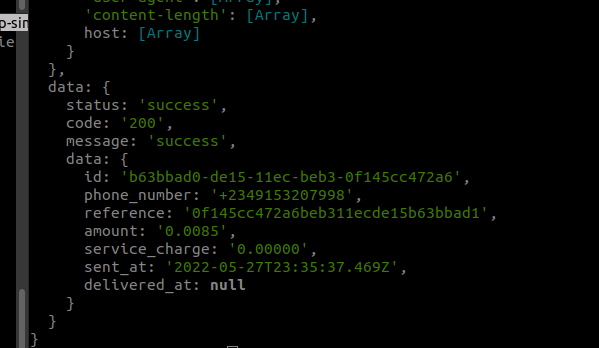 'user-agent': [Array],
'content-length': [Array],
host: [Array]
}
},
data: {
status: 'success',
code: '200',
message: 'success',
data: {
id: 'b63bbad0-de15-11ec-beb3-0f145cc472a6',
phone_number: '+2349153207998',
reference: '0f145cc472a6beb311ecde15b63bbad1',
amount: '0.0085',
service_charge: '0.00000',
sent_at: '2022-05-27T23:35:37.469Z',
delivered_at: null
}
}
}
p-sin
ie